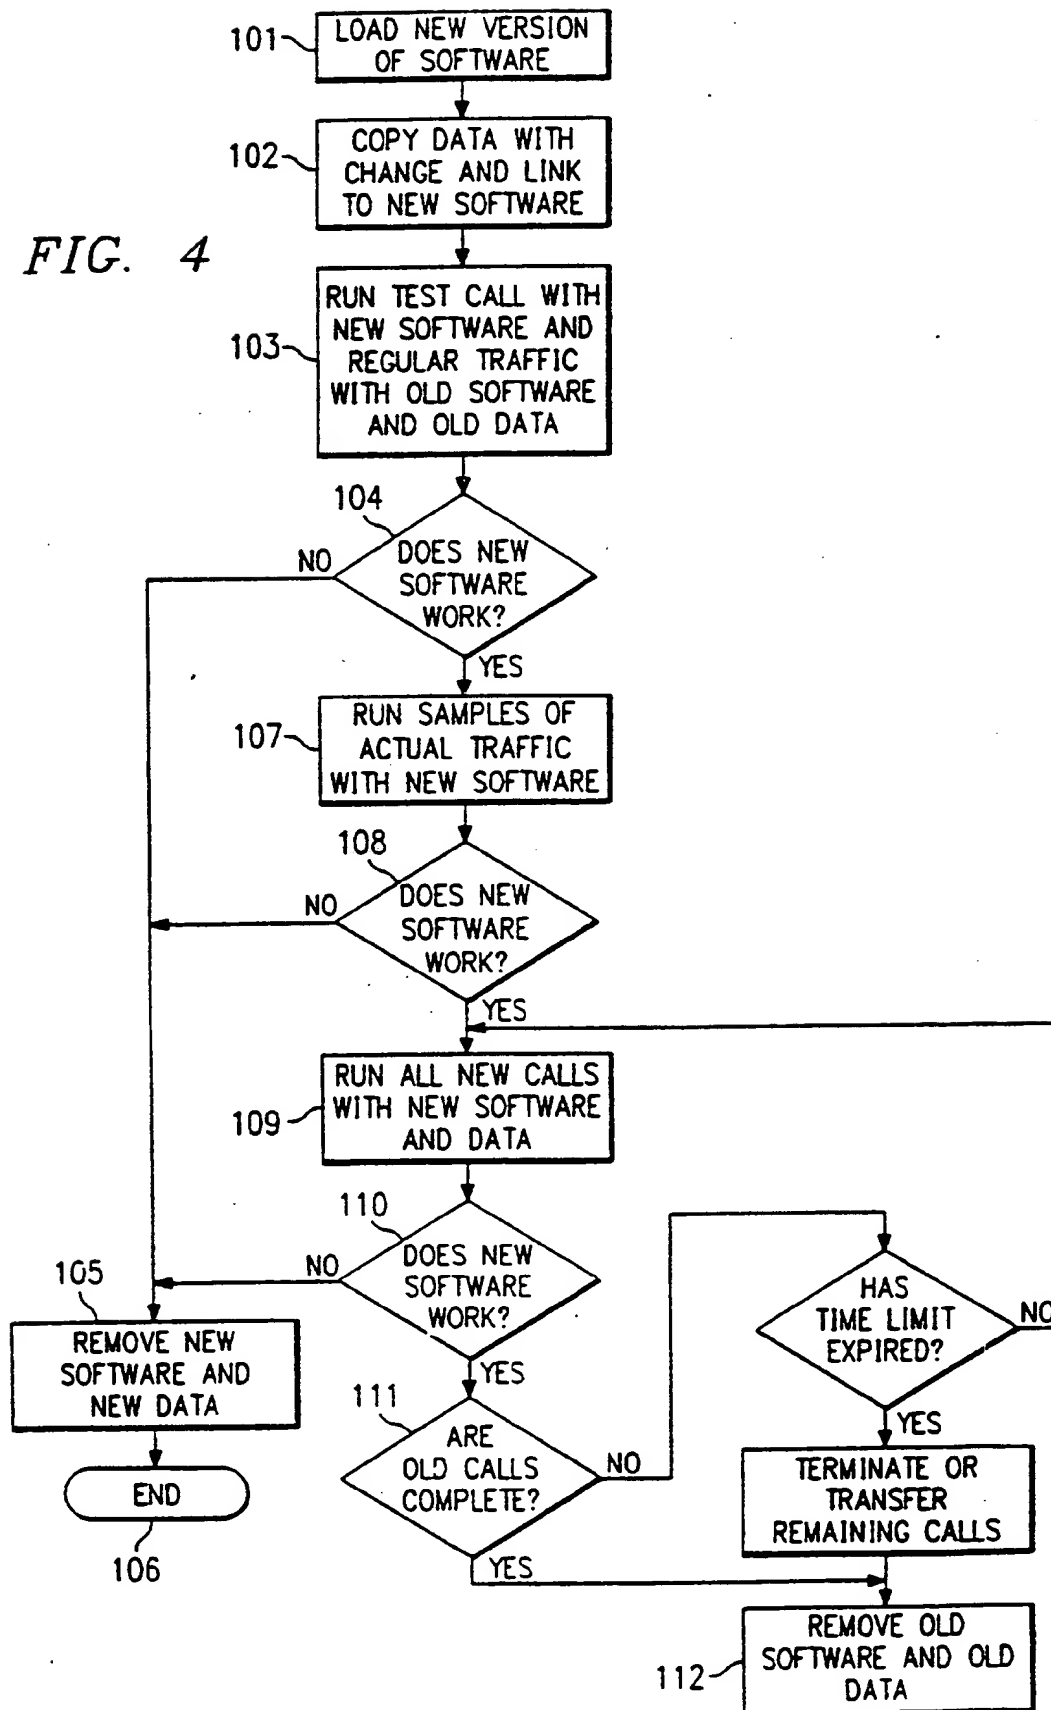 101
LOAD NEW VERSION
OF SOFTWARE
102
COPY DATA WITH
CHANGE AND LINK
TO NEW SOFTWARE
FIG. 4
103
RUN TEST CALL WITH
NEW SOFTWARE AND
REGULAR TRAFFIC
WITH OLD SOFTWARE
AND OLD DATA
104
NO
DOES NEW
SOFTWARE
WORK?
YES
107
RUN SAMPLES OF
ACTUAL TRAFFIC
WITH NEW SOFTWARE
108
NO
DOES NEW
SOFTWARE
WORK?
YES
109
RUN ALL NEW CALLS
WITH NEW SOFTWARE
AND DATA
110
NO
DOES NEW
SOFTWARE
WORK?
YES
105
REMOVE NEW
SOFTWARE AND
NEW DATA
END
106
111
ARE
OLD CALLS
COMPLETE?
NO
YES
HAS
TIME LIMIT
EXPIRED?
NO
YES
TERMINATE OR
TRANSFER
REMAINING CALLS
112
REMOVE OLD
SOFTWARE AND OLD
DATA